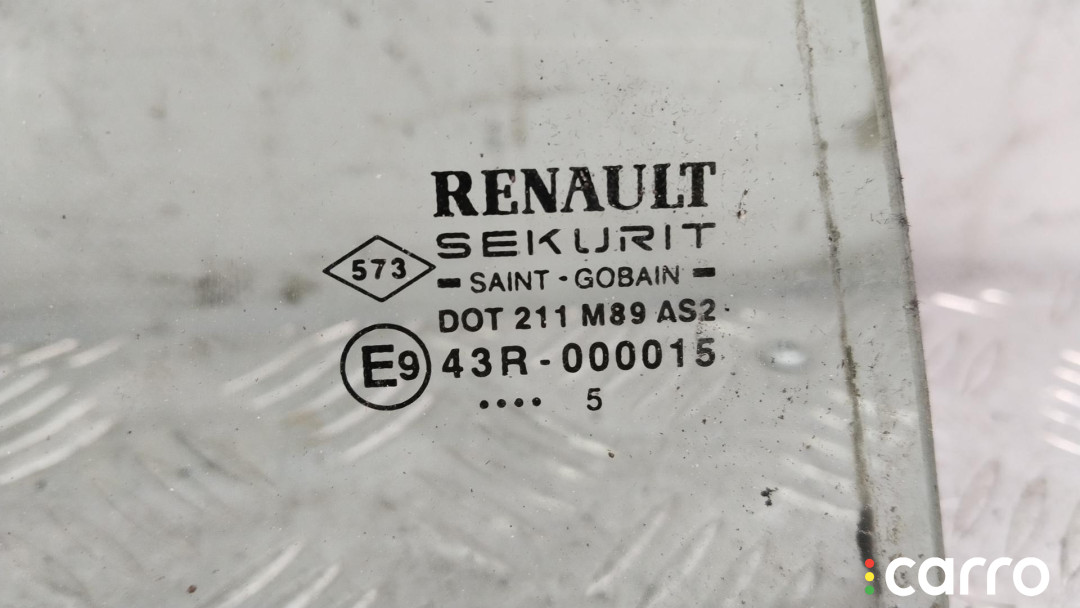 RENAULT
SEKURIT
573
SAINT - GOBAIN
DOT 211 M89 AS2
E9 43R-000015
.... 5
carro